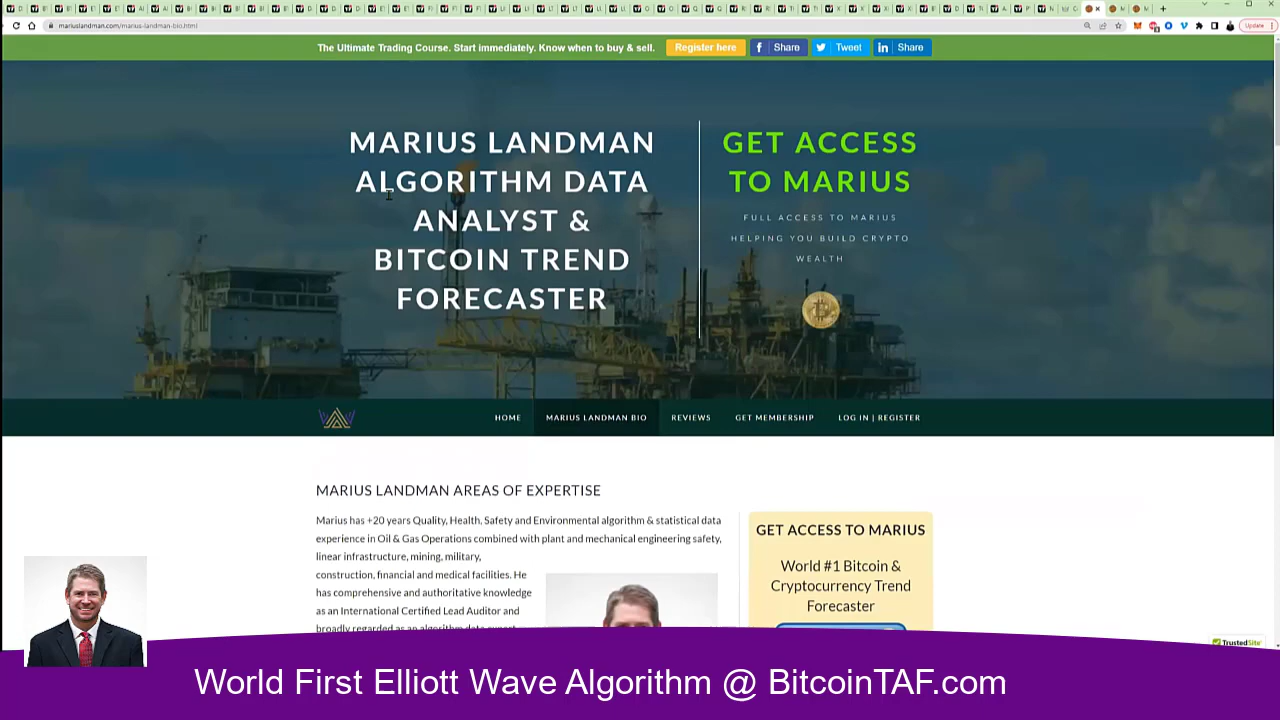 mariuslandman.com/marius-landman-bio.html
Update
The Ultimate Trading Course. Start immediately. Know when to buy & sell.
Register here
Share
Tweet
Share
MARIUS LANDMAN
ALGORITHM DATA
ANALYST &
BITCOIN TREND
FORECASTER
GET ACCESS
TO MARIUS
FULL ACCESS TO MARIUS
HELPING YOU BUILD CRYPTO
WEALTH
HOME
MARIUS LANDMAN BIO
REVIEWS
GET MEMBERSHIP
LOG IN | REGISTER
MARIUS LANDMAN AREAS OF EXPERTISE
Marius has +20 years Quality, Health, Safety and Environmental algorithm & statistical data
experience in Oil & Gas Operations combined with plant and mechanical engineering safety,
linear infrastructure, mining, military,
construction, financial and medical facilities. He
has comprehensive and authoritative knowledge
as an International Certified Lead Auditor and
broadly regarded as an algorithm data expert
GET ACCESS TO MARIUS
World #1 Bitcoin &
Cryptocurrency Trend
Forecaster
TrustedSite
World First Elliott Wave Algorithm @ BitcoinTAF.com